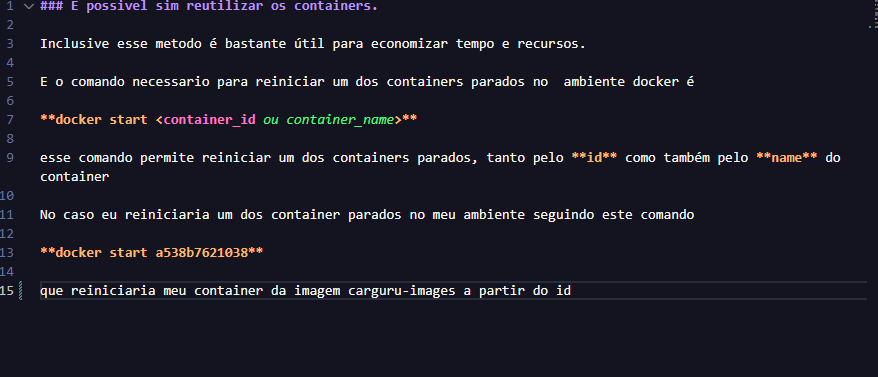 1 ### E possivel sim reutilizar os containers.
2
3 Inclusive esse metodo é bastante útil para economizar tempo e recursos.
4
5 E o comando necessario para reiniciar um dos containers parados no  ambiente docker é
6
7 **docker start <container_id ou container_name>**
8
9 esse comando permite reiniciar um dos containers parados, tanto pelo **id** como também pelo **name** do
container
10
11 No caso eu reiniciaria um dos container parados no meu ambiente seguindo este comando
12
13 **docker start a538b7621038**
14
15 que reiniciaria meu container da imagem carguru-images a partir do id